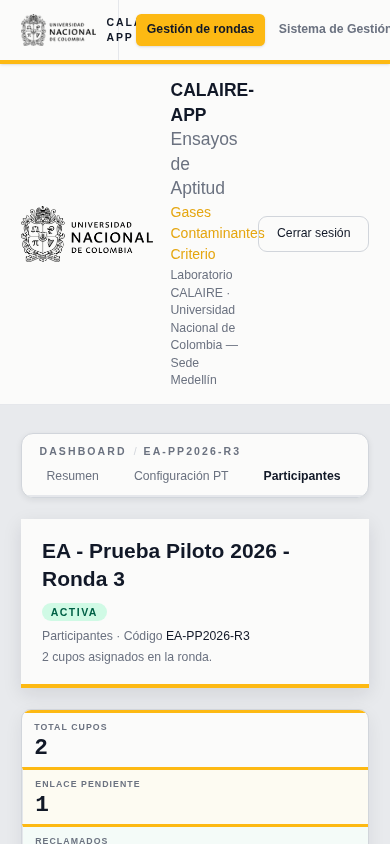 UNIVERSIDAD
NACIONAL
DE COLOMBIA
APP
Gestión de rondas
Sistema de
CALAIRE-
APP
Ensayos
de
Aptitud
Gases
Contaminantes
Criterio
Laboratorio
CALAIRE ·
Universidad
Nacional de
Colombia —
Sede
Medellín
UNIVERSIDAD
NACIONAL
DE COLOMBIA
Cerrar sesión
DASHBOARD / EA-PP2026-R3
Resumen
Configuración PT
Participantes
EA - Prueba Piloto 2026 -
Ronda 3
ACTIVA
Participantes · Código EA-PP2026-R3
2 cupos asignados en la ronda.
TOTAL CUPOS
2
ENLACE PENDIENTE
1
RECLAMADOS